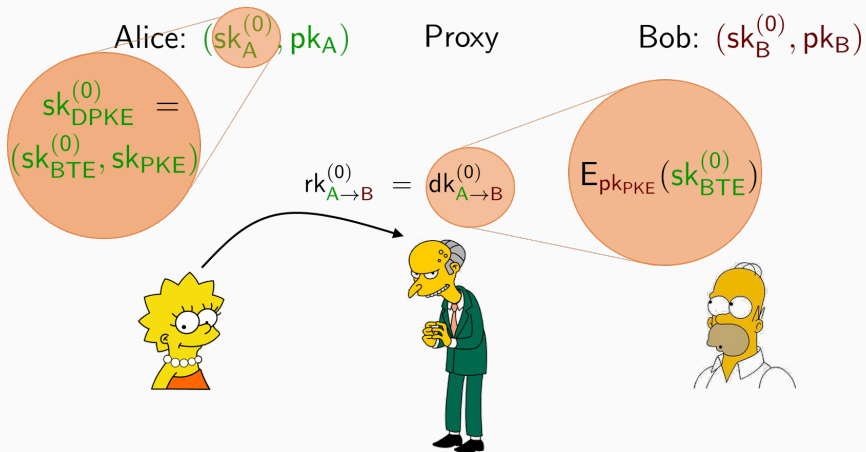 Alice: (sk_A^(0), pk_A) Proxy Bob: (sk_B^(0), pk_B)
sk_DPKE^(0) =
(sk_BTE^(0), sk_PKE)
rk_A→B^(0) = dk_A→B^(0)
E_pk_PKE(sk_BTE^(0))